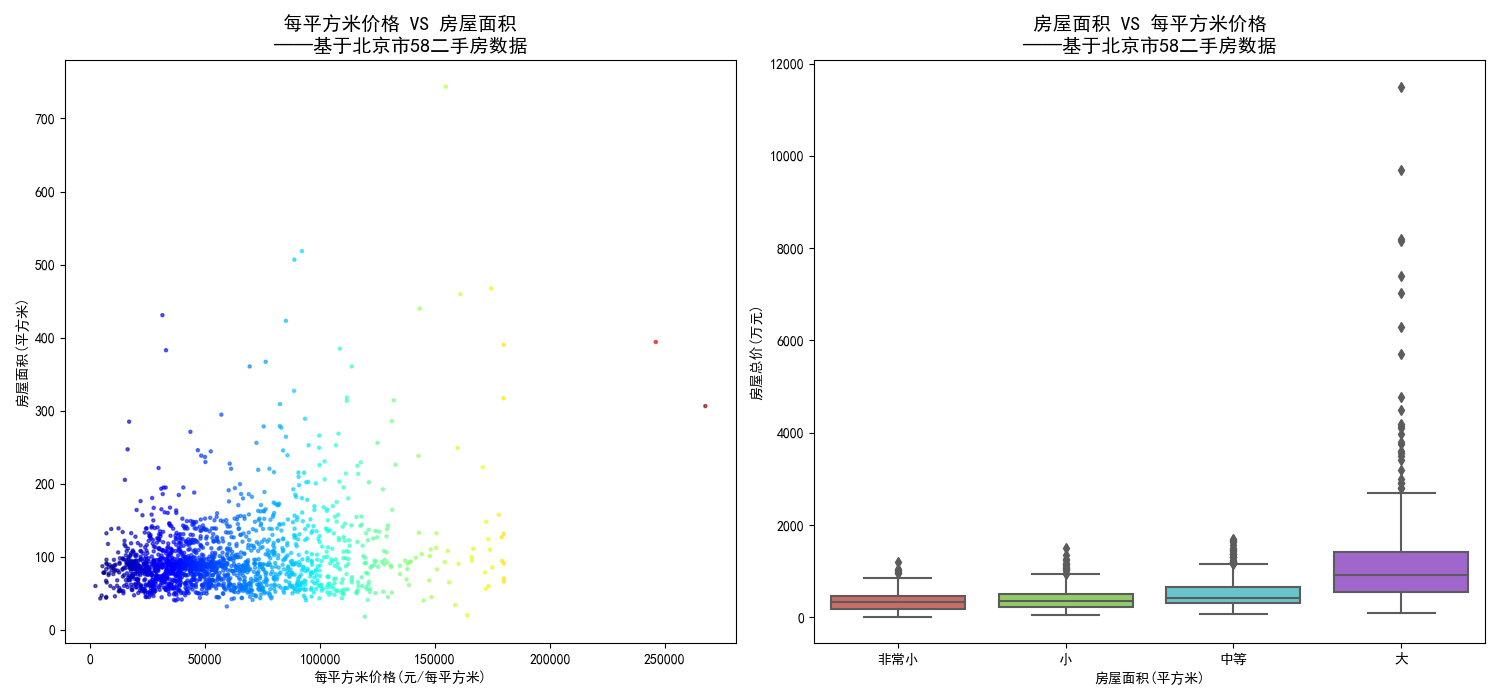 每平方米价格 VS 房屋面积
——基于北京市58二手房数据
房屋面积(平方米)
700
600
500
400
300
200
100
0
0
50000
100000
150000
200000
250000
每平方米价格(元/每平方米)
房屋面积 VS 每平方米价格
——基于北京市58二手房数据
房屋总价(万元)
12000
10000
8000
6000
4000
2000
0
非常小
小
中等
大
房屋面积(平方米)